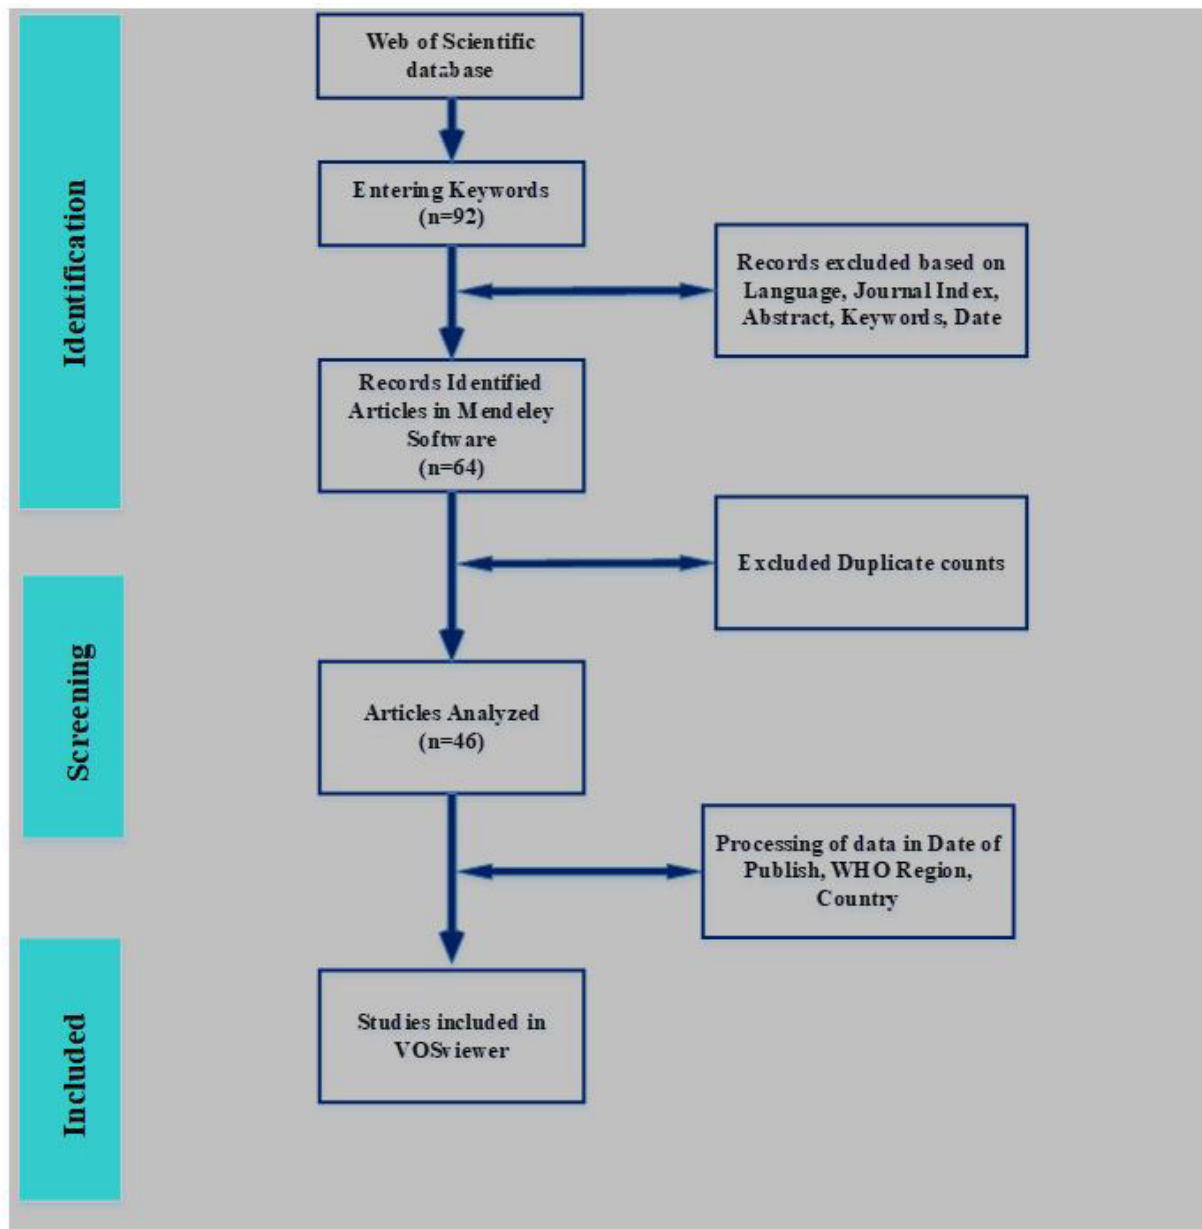 Identification
Web of Scientific
database
Entering Keywords
(n=92)
Records excluded based on
Language, Journal Index,
Abstract, Keywords, Date
Records Identified
Articles in Mendeley
Software
(n=64)
Excluded Duplicate counts
Screening
Articles Analyzed
(n=46)
Processing of data in Date of
Publish, WHO Region,
Country
Included
Studies included in
VOSviewer